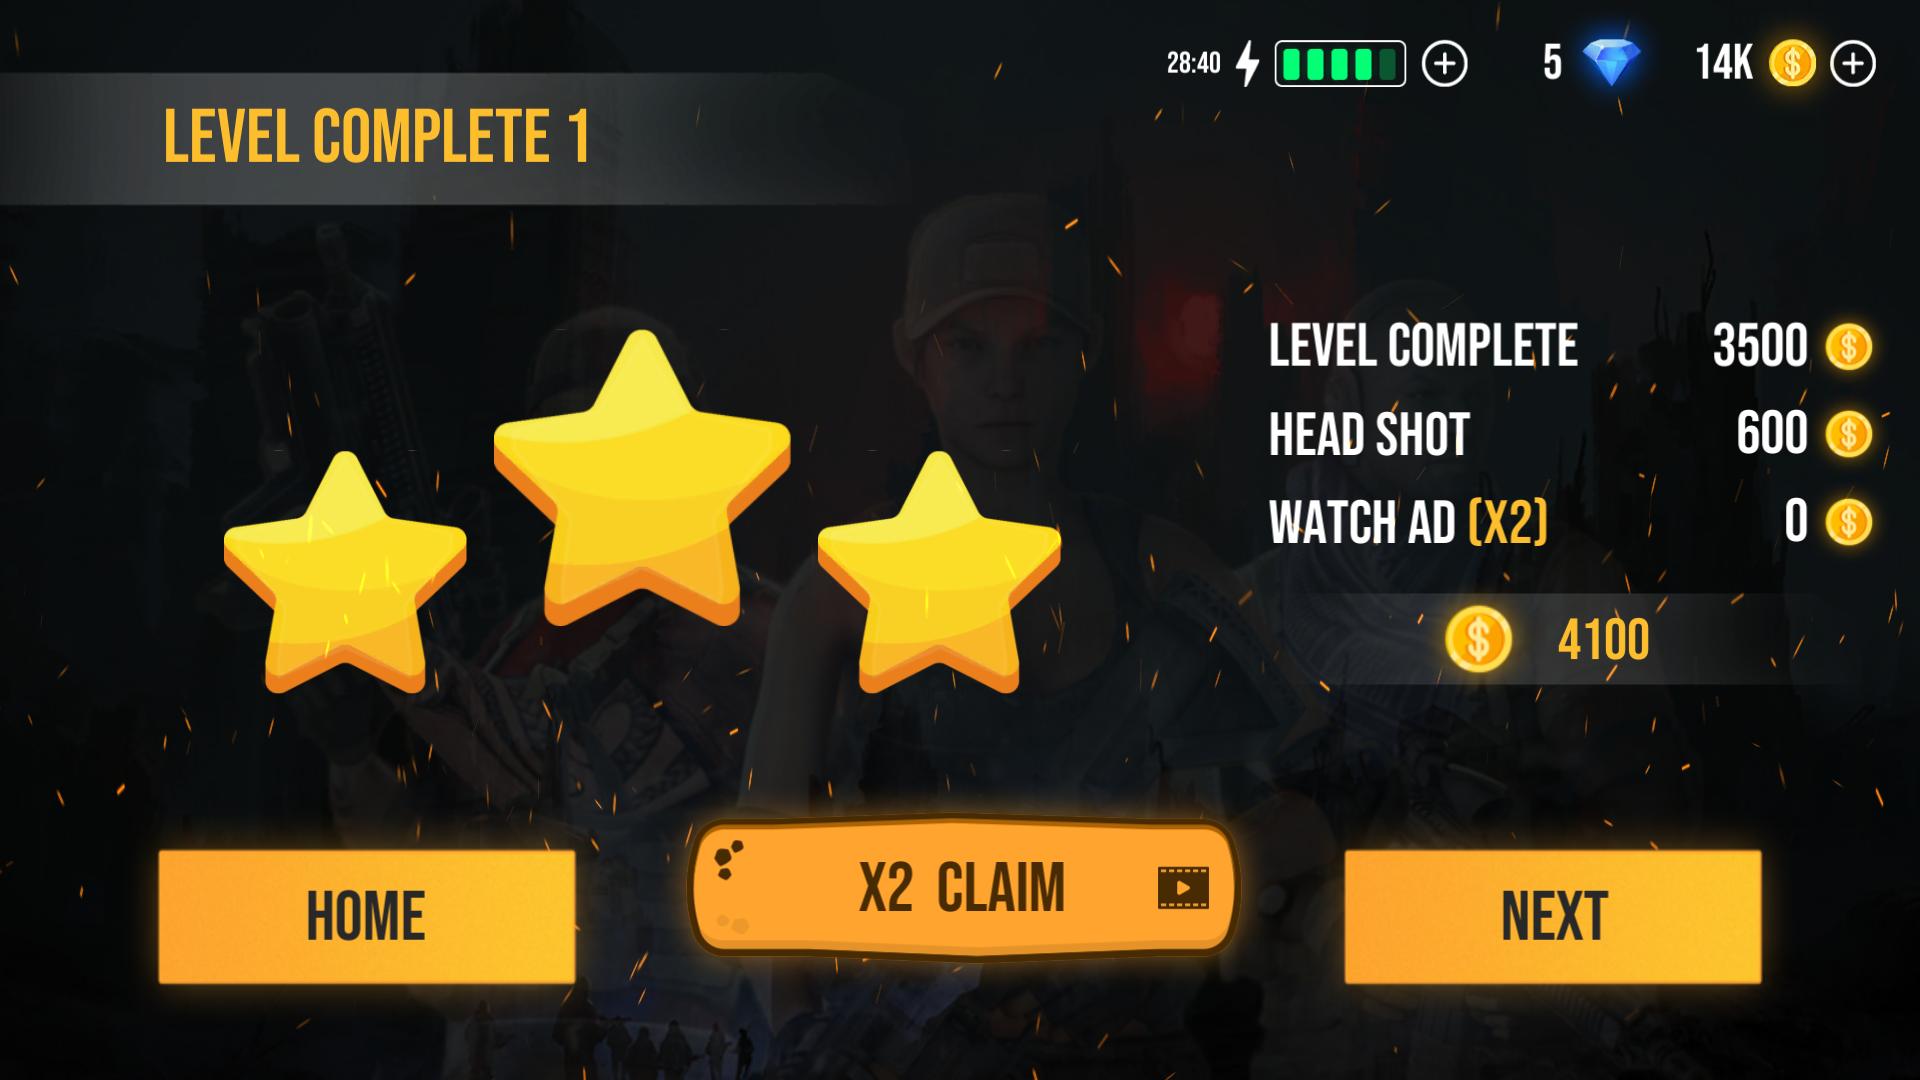 28:40 5 14K
LEVEL COMPLETE 1
LEVEL COMPLETE 3500
HEAD SHOT 600
WATCH AD (X2) 0
4100
HOME
X2 CLAIM
NEXT